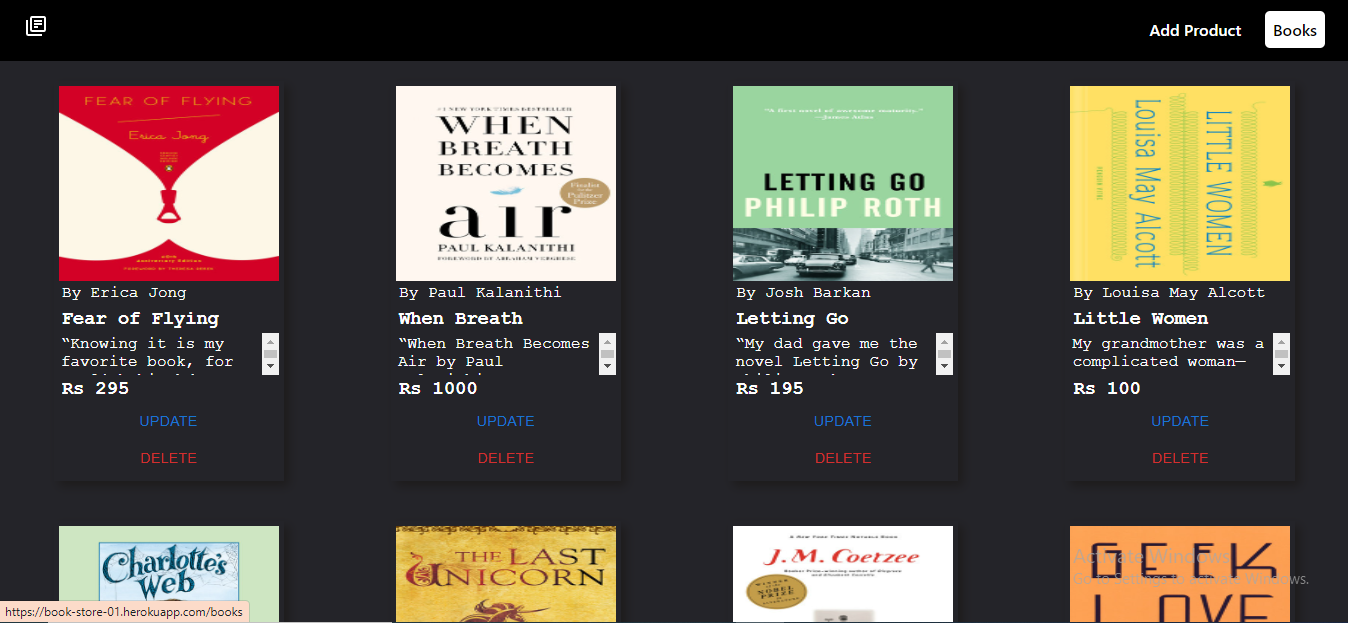 Add Product
Books
FEAR OF FLYING
Erica Jong
By Erica Jong
Fear of Flying
“Knowing it is my
favorite book, for
Rs 295
UPDATE
DELETE
#1 NEW YORK TIMES BESTSELLER
WHEN
BREATH
BECOMES
Finalist
for the
Pulitzer
Prize
air
PAUL KALANITHI
FOREWORD BY ABRAHAM VERGHESE
By Paul Kalanithi
When Breath
“When Breath Becomes
Air by Paul
Rs 1000
UPDATE
DELETE
LETTING GO
PHILIP ROTH
By Josh Barkan
Letting Go
“My dad gave me the
novel Letting Go by
Rs 195
UPDATE
DELETE
LITTLE WOMEN
Louisa May Alcott
By Louisa May Alcott
Little Women
My grandmother was a
complicated woman—
Rs 100
UPDATE
DELETE
Charlotte's
Web
THE LAST
UNICORN
J.M. Coetzee
WINNER
NOBEL
PRIZE
GEEK
LOVE
Activate Windows
Go to Settings to activate Windows.
https://book-store-01.herokuapp.com/books